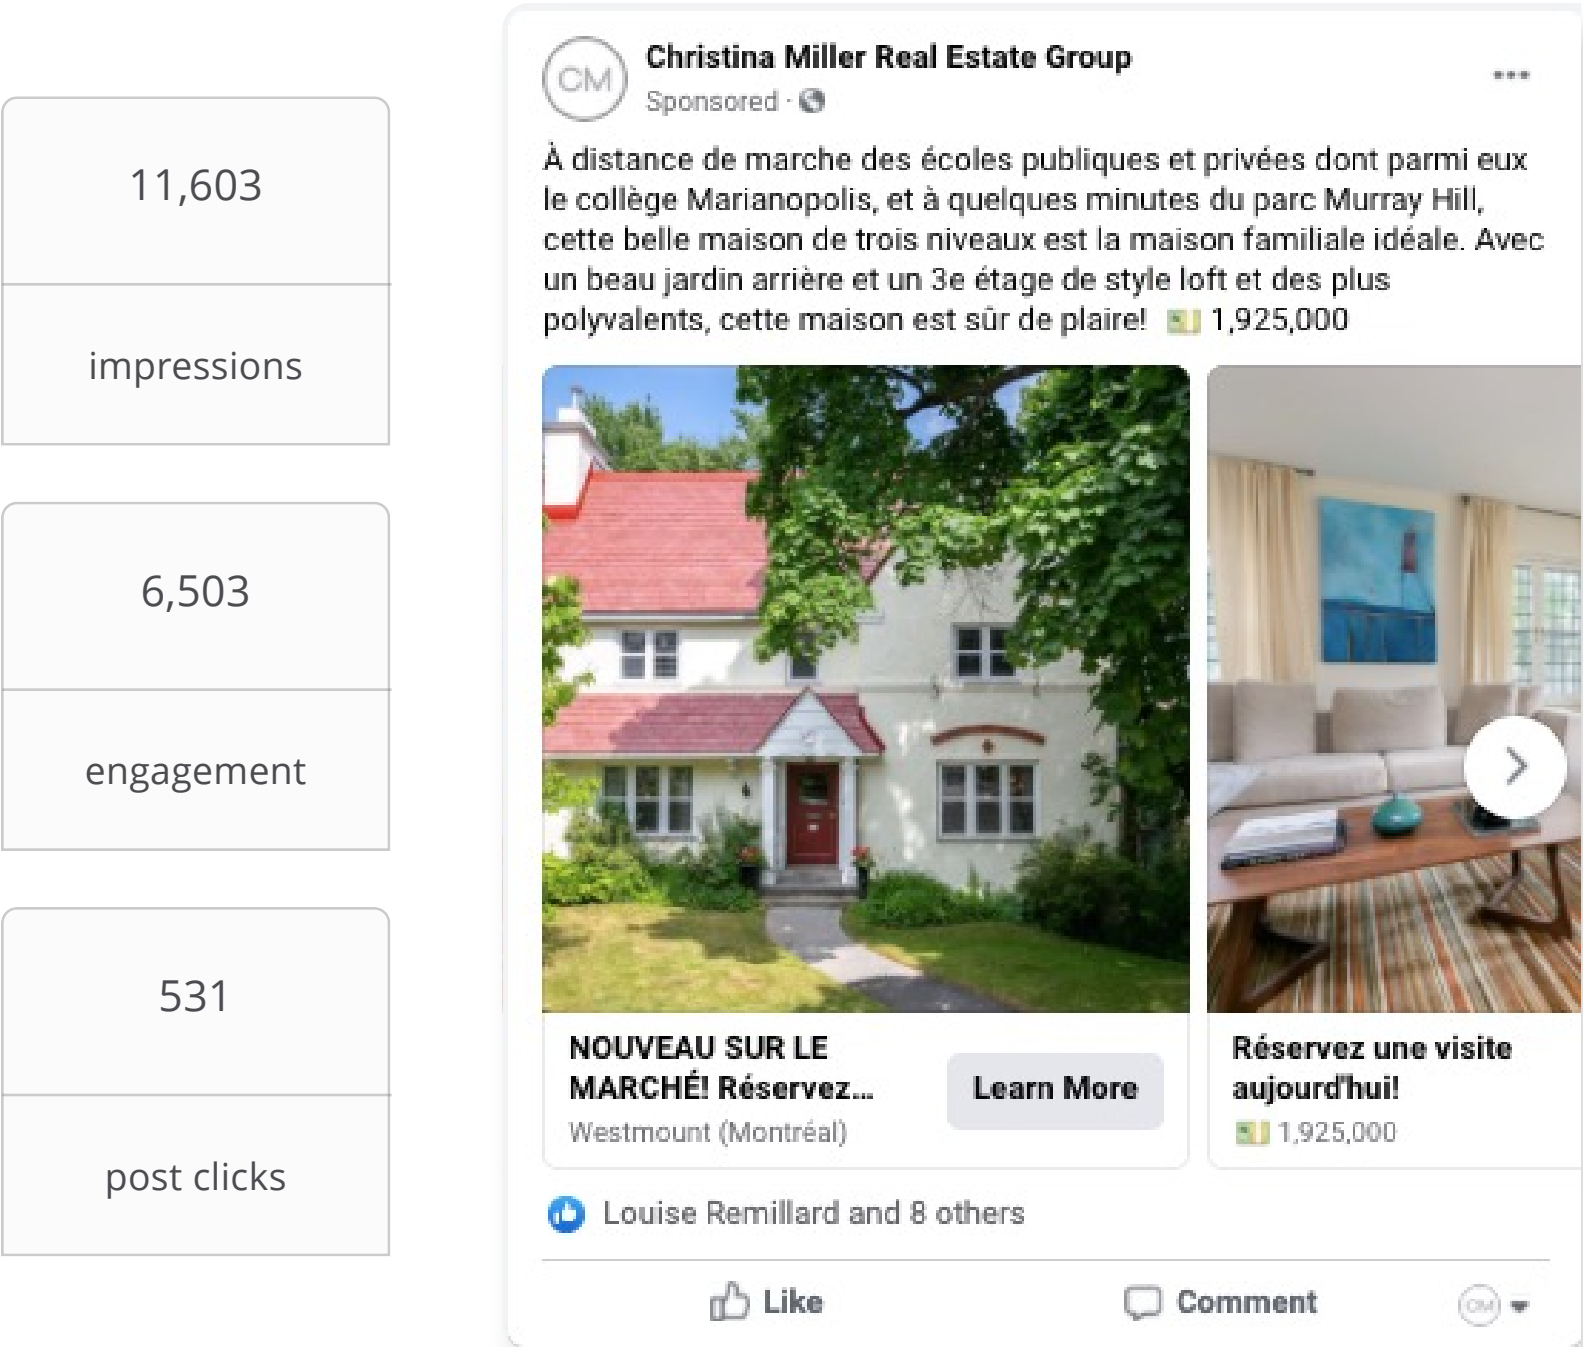 11,603
impressions
6,503
engagement
531
post clicks
CM
Christina Miller Real Estate Group
Sponsored ·
À distance de marche des écoles publiques et privées dont parmi eux
le collège Marianopolis, et à quelques minutes du parc Murray Hill,
cette belle maison de trois niveaux est la maison familiale idéale. Avec
un beau jardin arrière et un 3e étage de style loft et des plus
polyvalents, cette maison est sûr de plaire! 💵 1,925,000
NOUVEAU SUR LE
MARCHÉ! Réservez...
Westmount (Montréal)
Learn More
Réservez une visite
aujourd'hui!
💵 1,925,000
Louise Remillard and 8 others
Like
Comment
CM